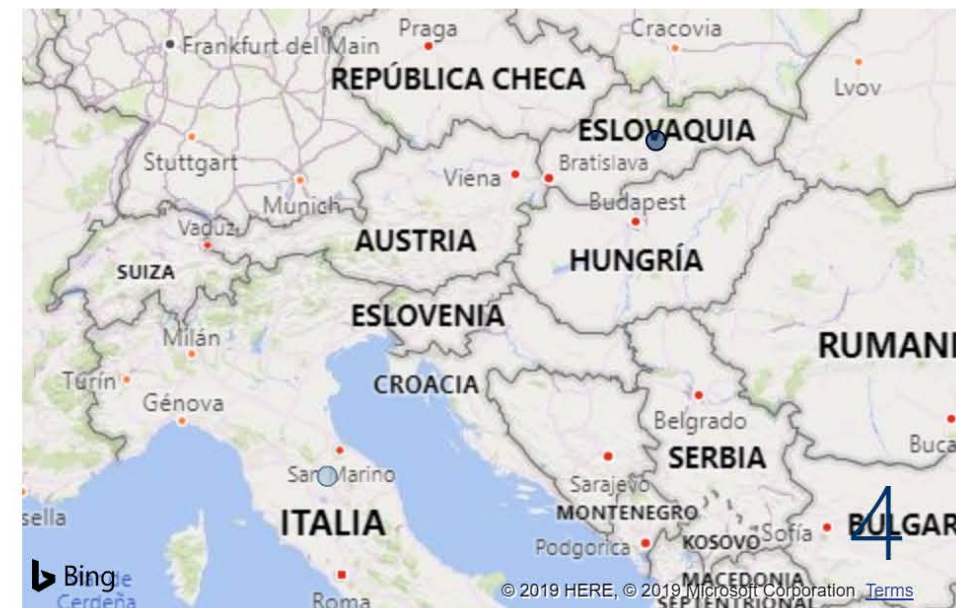 Praga
Cracovia
Frankfurt del Main
REPÚBLICA CHECA
Lvov
ESLOVAQUIA
Stuttgart
Bratislava
Viena
Múnich
Budapest
Vaduz
AUSTRIA
SUIZA
HUNGRÍA
ESLOVENIA
Milán
RUMANI
Turín
CROACIA
Génova
Belgrado
Buca
SERBIA
San Marino
Sarajevo
sella
MONTENEGRO
4
ITALIA
KOSOVO
Sofía
BULGAR
Podgorica
Bing
de
MACEDONIA
© 2019 HERE, © 2019 Microsoft Corporation Terms
Cerdeña
Roma
SEPTENTRIONAL